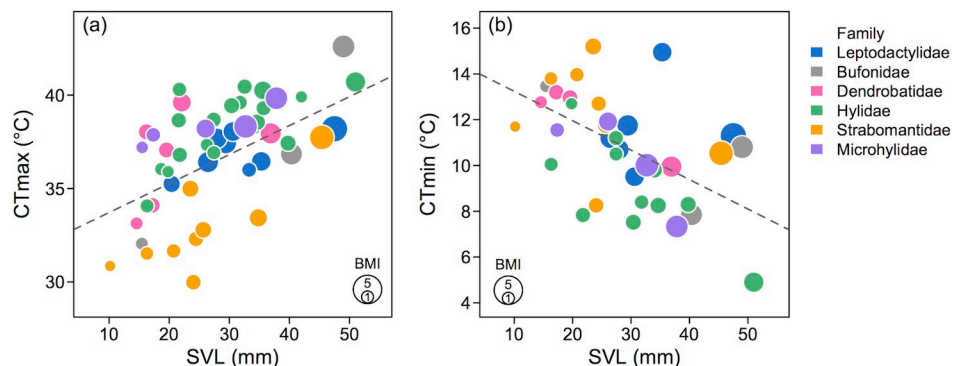 (a)
CTmax (°C)
40
35
30
BMI
5
1
10 20 30 40 50
SVL (mm)
(b)
CTmin (°C)
16
14
12
10
8
6
4
BMI
5
1
10 20 30 40 50
SVL (mm)
Family
Leptodactylidae
Bufonidae
Dendrobatidae
Hylidae
Strabomantidae
Microhylidae